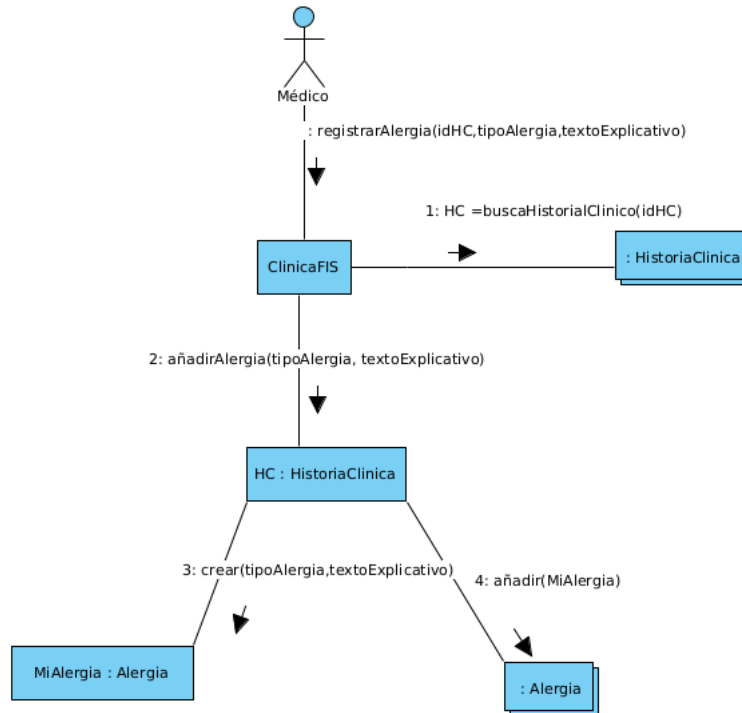 Médico
: registrarAlergia(idHC,tipoAlergia,textoExplicativo)
1: HC =buscaHistorialClinico(idHC)
ClinicaFIS
: HistoriaClinica
2: añadirAlergia(tipoAlergia, textoExplicativo)
HC : HistoriaClinica
3: crear(tipoAlergia,textoExplicativo)
4: añadir(MiAlergia)
MiAlergia : Alergia
: Alergia